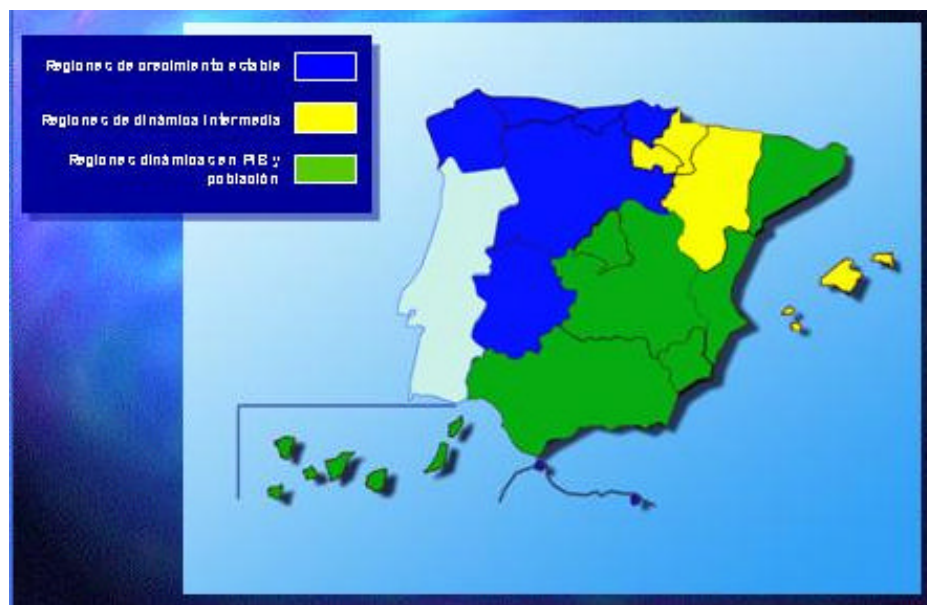 Regiones de crecimiento estable
Regiones de dinámica intermedia
Regiones dinámicas en PIB y
población